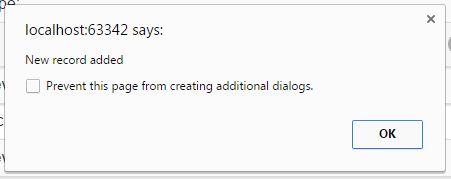 localhost:63342 says:
New record added
Prevent this page from creating additional dialogs.
OK